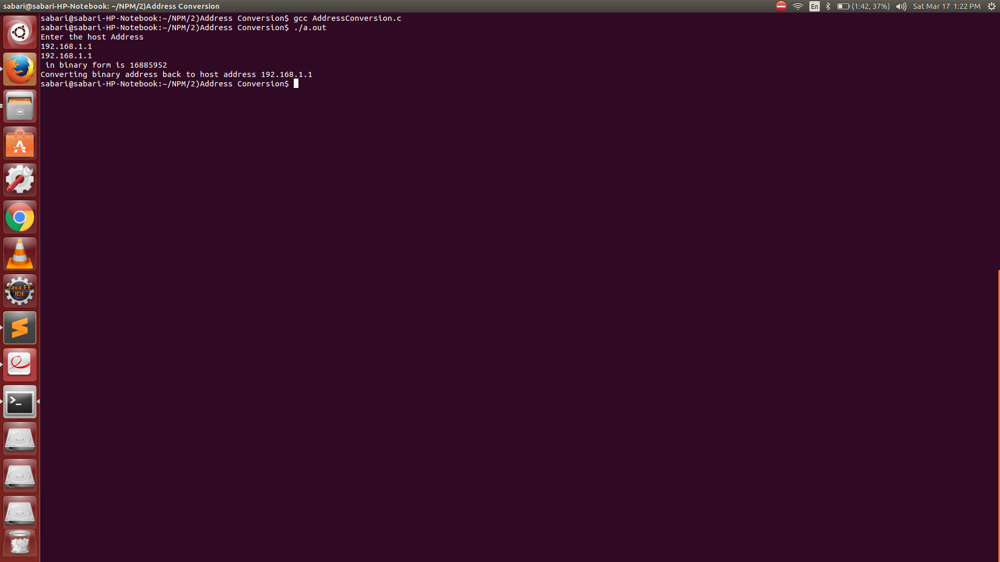 sabari@sabari-HP-Notebook: ~/NPM/2)Address Conversion
En
(1:42, 37%)
Sat Mar 17 1:22 PM
sabari@sabari-HP-Notebook:~/NPM/2)Address Conversion$ gcc AddressConversion.c
sabari@sabari-HP-Notebook:~/NPM/2)Address Conversion$ ./a.out
Enter the host Address
192.168.1.1
192.168.1.1
 in binary form is 16885952
Converting binary address back to host address 192.168.1.1
sabari@sabari-HP-Notebook:~/NPM/2)Address Conversion$
Java EE
IDE